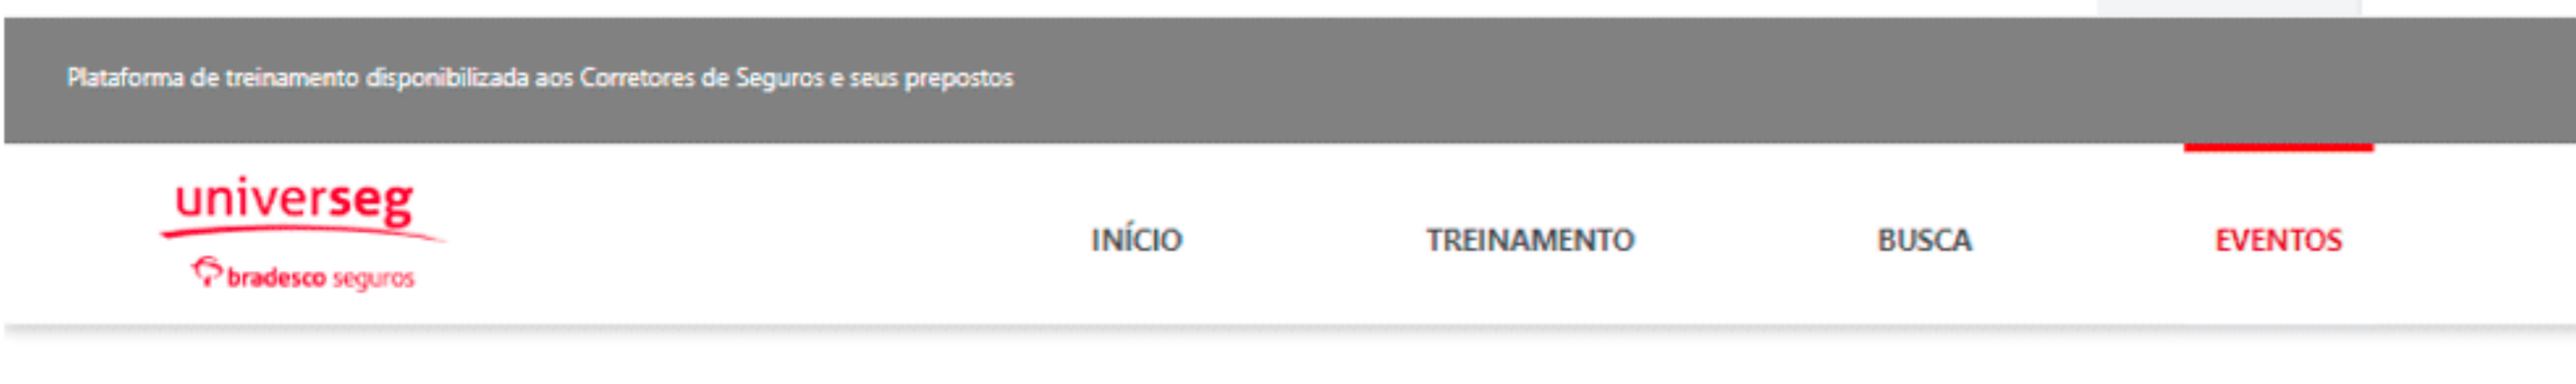 Plataforma de treinamento disponibilizada aos Corretores de Seguros e seus prepostos
universeg
bradesco seguros
INÍCIO TREINAMENTO BUSCA EVENTOS